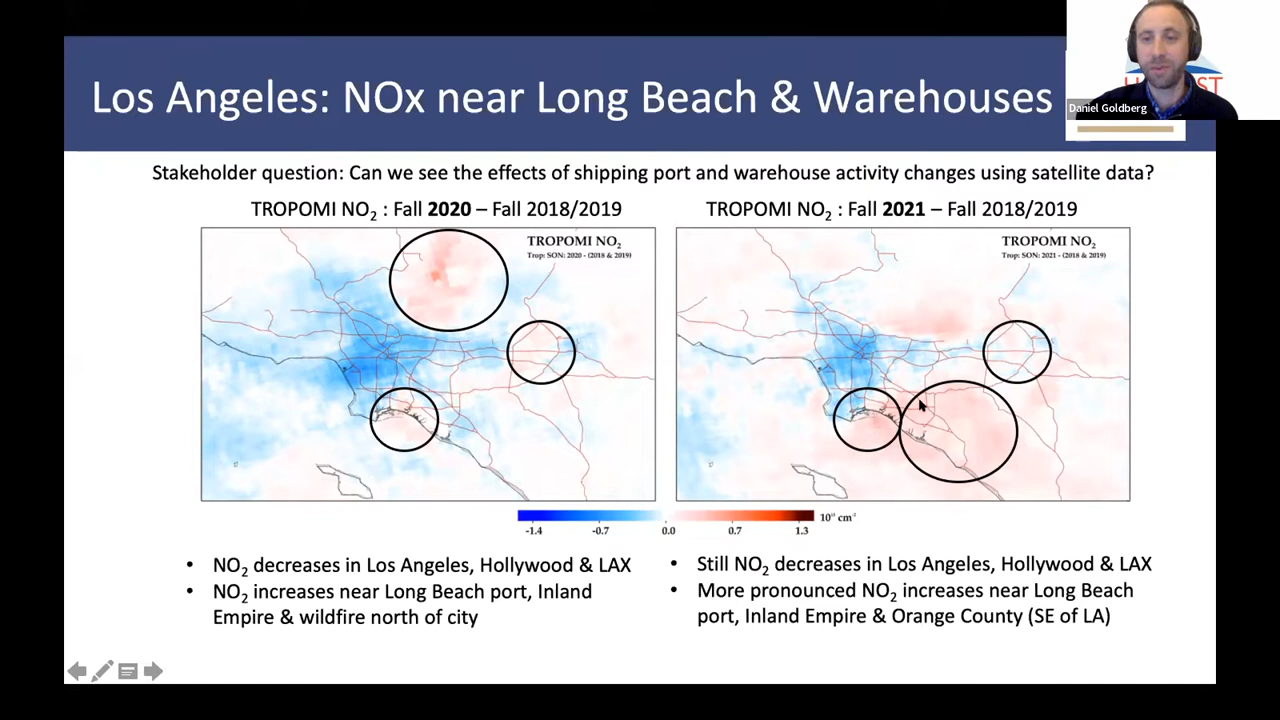 Los Angeles: NOx near Long Beach & Warehouses
Daniel Goldberg
Stakeholder question: Can we see the effects of shipping port and warehouse activity changes using satellite data?
TROPOMI NO₂ : Fall 2020 – Fall 2018/2019
TROPOMI NO₂ : Fall 2021 – Fall 2018/2019
TROPOMI NO₂
Trop: SON: 2020 - (2018 & 2019)
TROPOMI NO₂
Trop: SON: 2021 - (2018 & 2019)
-1.4 -0.7 0.0 0.7 1.3
• NO₂ decreases in Los Angeles, Hollywood & LAX
• NO₂ increases near Long Beach port, Inland
Empire & wildfire north of city
• Still NO₂ decreases in Los Angeles, Hollywood & LAX
• More pronounced NO₂ increases near Long Beach
port, Inland Empire & Orange County (SE of LA)